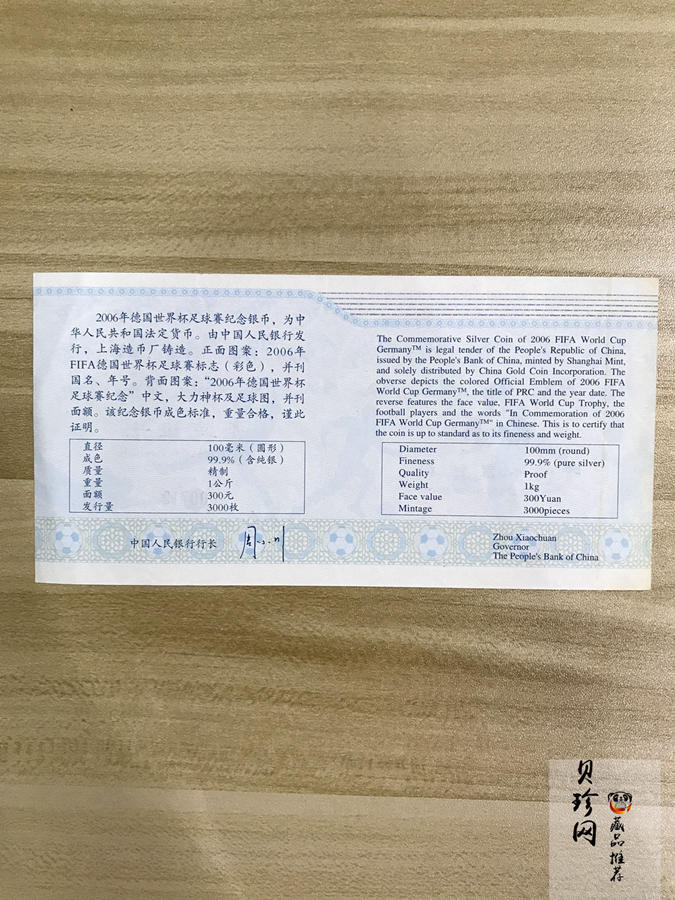 2006年德国世界杯足球赛纪念银币，为中
华人民共和国法定货币。由中国人民银行发
行，上海造币厂铸造。正面图案：2006年
FIFA德国世界杯足球赛标志（彩色），并刊
国名、年号。背面图案：“2006年德国世界杯
足球赛纪念”中文，大力神杯及足球图，并刊
面额。该纪念银币成色标准，重量合格，谨此
证明。
直径 100毫米（圆形）
成色 99.9%（含纯银）
质量 精制
重量 1公斤
面额 300元
发行量 3000枚
中国人民银行行长 周小川
The Commemorative Silver Coin of 2006 FIFA World Cup
Germany™ is legal tender of the People's Republic of China,
issued by the People's Bank of China, minted by Shanghai Mint,
and solely distributed by China Gold Coin Incorporation. The
obverse depicts the colored Official Emblem of 2006 FIFA
World Cup Germany™, the title of PRC and the year date. The
reverse features the face value, FIFA World Cup Trophy, the
football players and the words "In Commemoration of 2006
FIFA World Cup Germany™" in Chinese. This is to certify that
the coin is up to standard as to its fineness and weight.
Diameter 100mm (round)
Fineness 99.9% (pure silver)
Quality Proof
Weight 1kg
Face value 300Yuan
Mintage 3000pieces
Zhou Xiaochuan
Governor
The People's Bank of China
贝珍网
藏品推荐